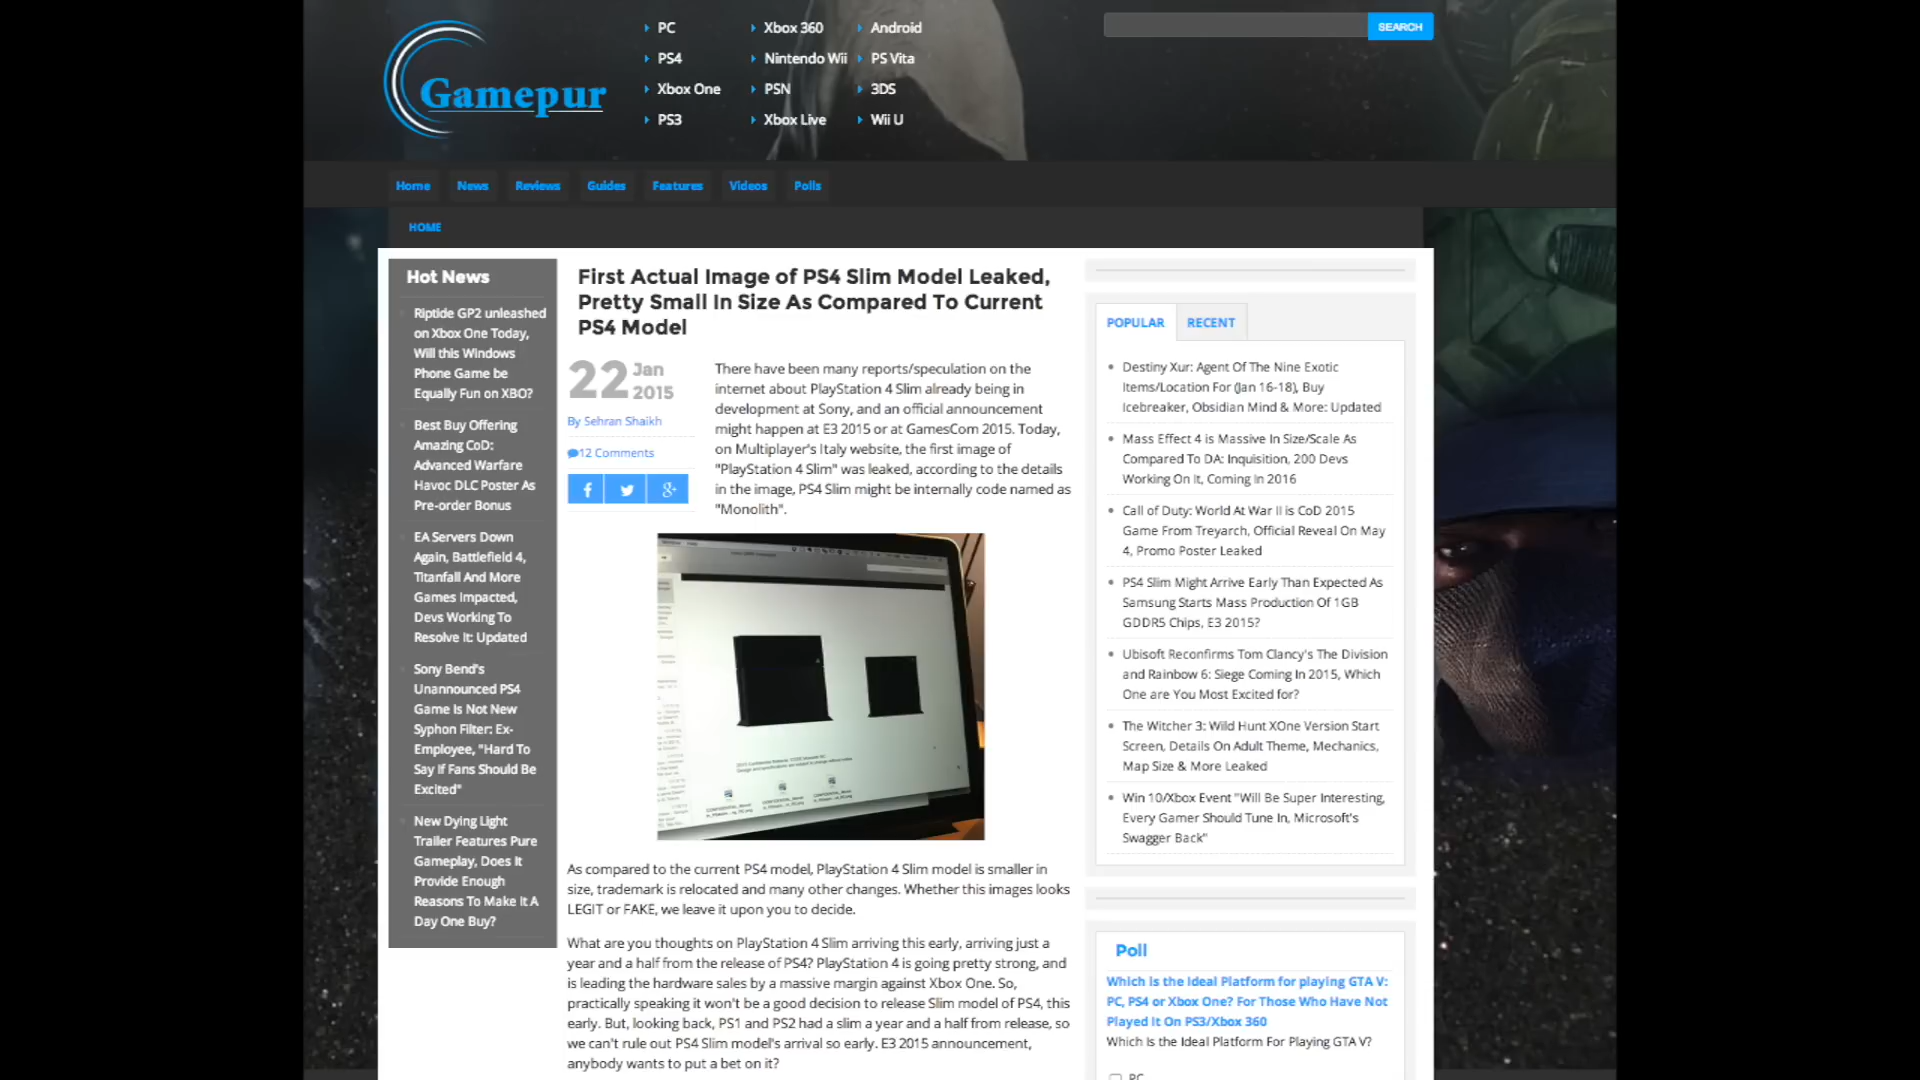 Gamepur
PC
PS4
Xbox One
PS3
Xbox 360
Nintendo Wii
PSN
Xbox Live
Android
PS Vita
3DS
Wii U
SEARCH
Home
News
Reviews
Guides
Features
Videos
Polls
HOME
Hot News
Riptide GP2 unleashed
on Xbox One Today,
Will this Windows
Phone Game be
Equally Fun on XBO?
Best Buy Offering
Amazing CoD:
Advanced Warfare
Havoc DLC Poster As
Pre-order Bonus
EA Servers Down
Again, Battlefield 4,
Titanfall And More
Games Impacted,
Devs Working To
Resolve It: Updated
Sony Bend's
Unannounced PS4
Game Is Not New
Syphon Filter: Ex-
Employee, "Hard To
Say If Fans Should Be
Excited"
New Dying Light
Trailer Features Pure
Gameplay, Does It
Provide Enough
Reasons To Make It A
Day One Buy?
First Actual Image of PS4 Slim Model Leaked,
Pretty Small In Size As Compared To Current
PS4 Model
22 Jan
2015
By Sehran Shaikh
12 Comments
There have been many reports/speculation on the
internet about PlayStation 4 Slim already being in
development at Sony, and an official announcement
might happen at E3 2015 or at GamesCom 2015. Today,
on Multiplayer's Italy website, the first image of
"PlayStation 4 Slim" was leaked, according to the details
in the image, PS4 Slim might be internally code named as
"Monolith".
As compared to the current PS4 model, PlayStation 4 Slim model is smaller in
size, trademark is relocated and many other changes. Whether this images looks
LEGIT or FAKE, we leave it upon you to decide.
What are you thoughts on PlayStation 4 Slim arriving this early, arriving just a
year and a half from the release of PS4? PlayStation 4 is going pretty strong, and
is leading the hardware sales by a massive margin against Xbox One. So,
practically speaking it won't be a good decision to release Slim model of PS4, this
early. But, looking back, PS1 and PS2 had a slim a year and a half from release, so
we can't rule out PS4 Slim model's arrival so early. E3 2015 announcement,
anybody wants to put a bet on it?
POPULAR
RECENT
Destiny Xur: Agent Of The Nine Exotic
Items/Location For (Jan 16-18), Buy
Icebreaker, Obsidian Mind & More: Updated
Mass Effect 4 is Massive In Size/Scale As
Compared To DA: Inquisition, 200 Devs
Working On It, Coming In 2016
Call of Duty: World At War II is CoD 2015
Game From Treyarch, Official Reveal On May
4, Promo Poster Leaked
PS4 Slim Might Arrive Early Than Expected As
Samsung Starts Mass Production Of 1GB
GDDR5 Chips, E3 2015?
Ubisoft Reconfirms Tom Clancy's The Division
and Rainbow 6: Siege Coming In 2015, Which
One are You Most Excited for?
The Witcher 3: Wild Hunt XOne Version Start
Screen, Details On Adult Theme, Mechanics,
Map Size & More Leaked
Win 10/Xbox Event "Will Be Super Interesting,
Every Gamer Should Tune In, Microsoft's
Swagger Back"
Poll
Which Is the Ideal Platform for playing GTA V:
PC, PS4 or Xbox One? For Those Who Have Not
Played It On PS3/Xbox 360
Which Is the Ideal Platform For Playing GTA V?
PC